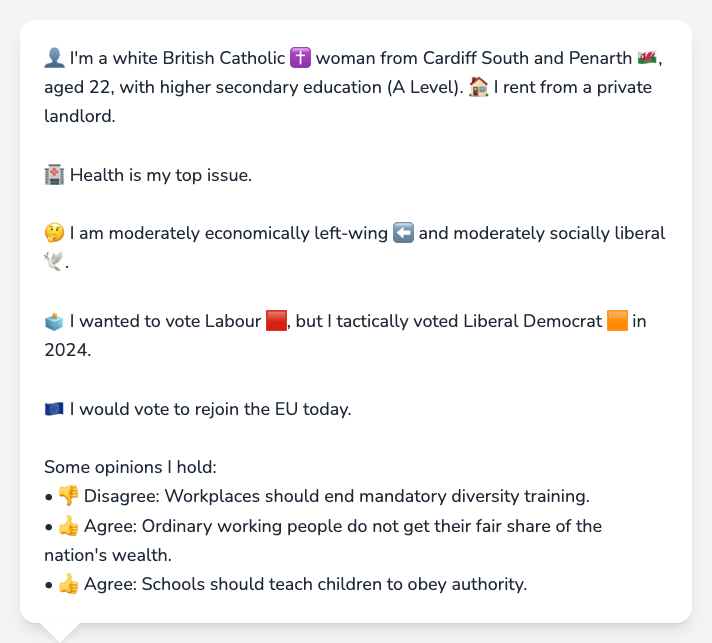 👤 I'm a white British Catholic ✝️ woman from Cardiff South and Penarth 🏴󠁧󠁢󠁷󠁬󠁳󠁿,
aged 22, with higher secondary education (A Level). 🏠 I rent from a private
landlord.
🏥 Health is my top issue.
🤔 I am moderately economically left-wing ⬅️ and moderately socially liberal
🕊️.
🗳️ I wanted to vote Labour 🟥, but I tactically voted Liberal Democrat 🟧 in
2024.
🇪🇺 I would vote to rejoin the EU today.
Some opinions I hold:
• 👎 Disagree: Workplaces should end mandatory diversity training.
• 👍 Agree: Ordinary working people do not get their fair share of the
nation's wealth.
• 👍 Agree: Schools should teach children to obey authority.